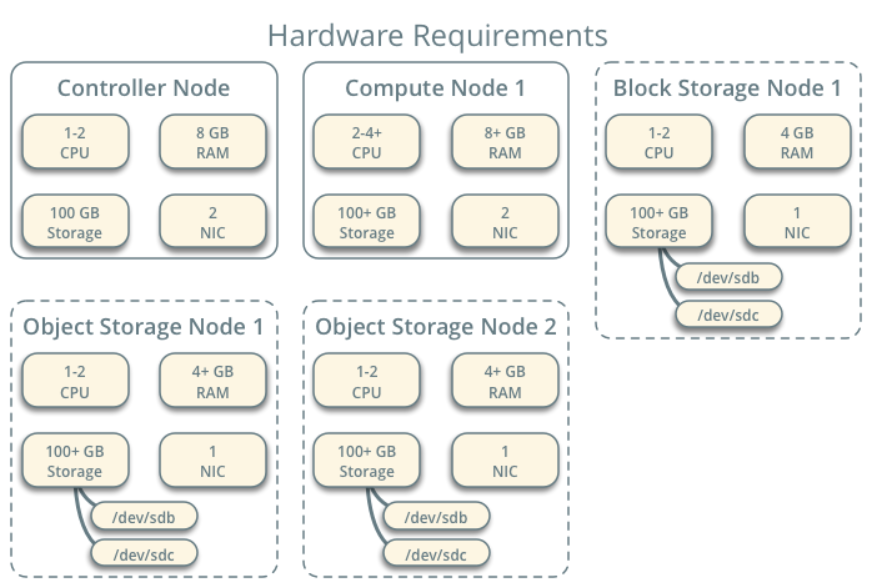 Hardware Requirements
Controller Node
1-2
CPU
8 GB
RAM
100 GB
Storage
2
NIC
Compute Node 1
2-4+
CPU
8+ GB
RAM
100+ GB
Storage
2
NIC
Block Storage Node 1
1-2
CPU
4 GB
RAM
100+ GB
Storage
1
NIC
/dev/sdb
/dev/sdc
Object Storage Node 1
1-2
CPU
4+ GB
RAM
100+ GB
Storage
1
NIC
/dev/sdb
/dev/sdc
Object Storage Node 2
1-2
CPU
4+ GB
RAM
100+ GB
Storage
1
NIC
/dev/sdb
/dev/sdc